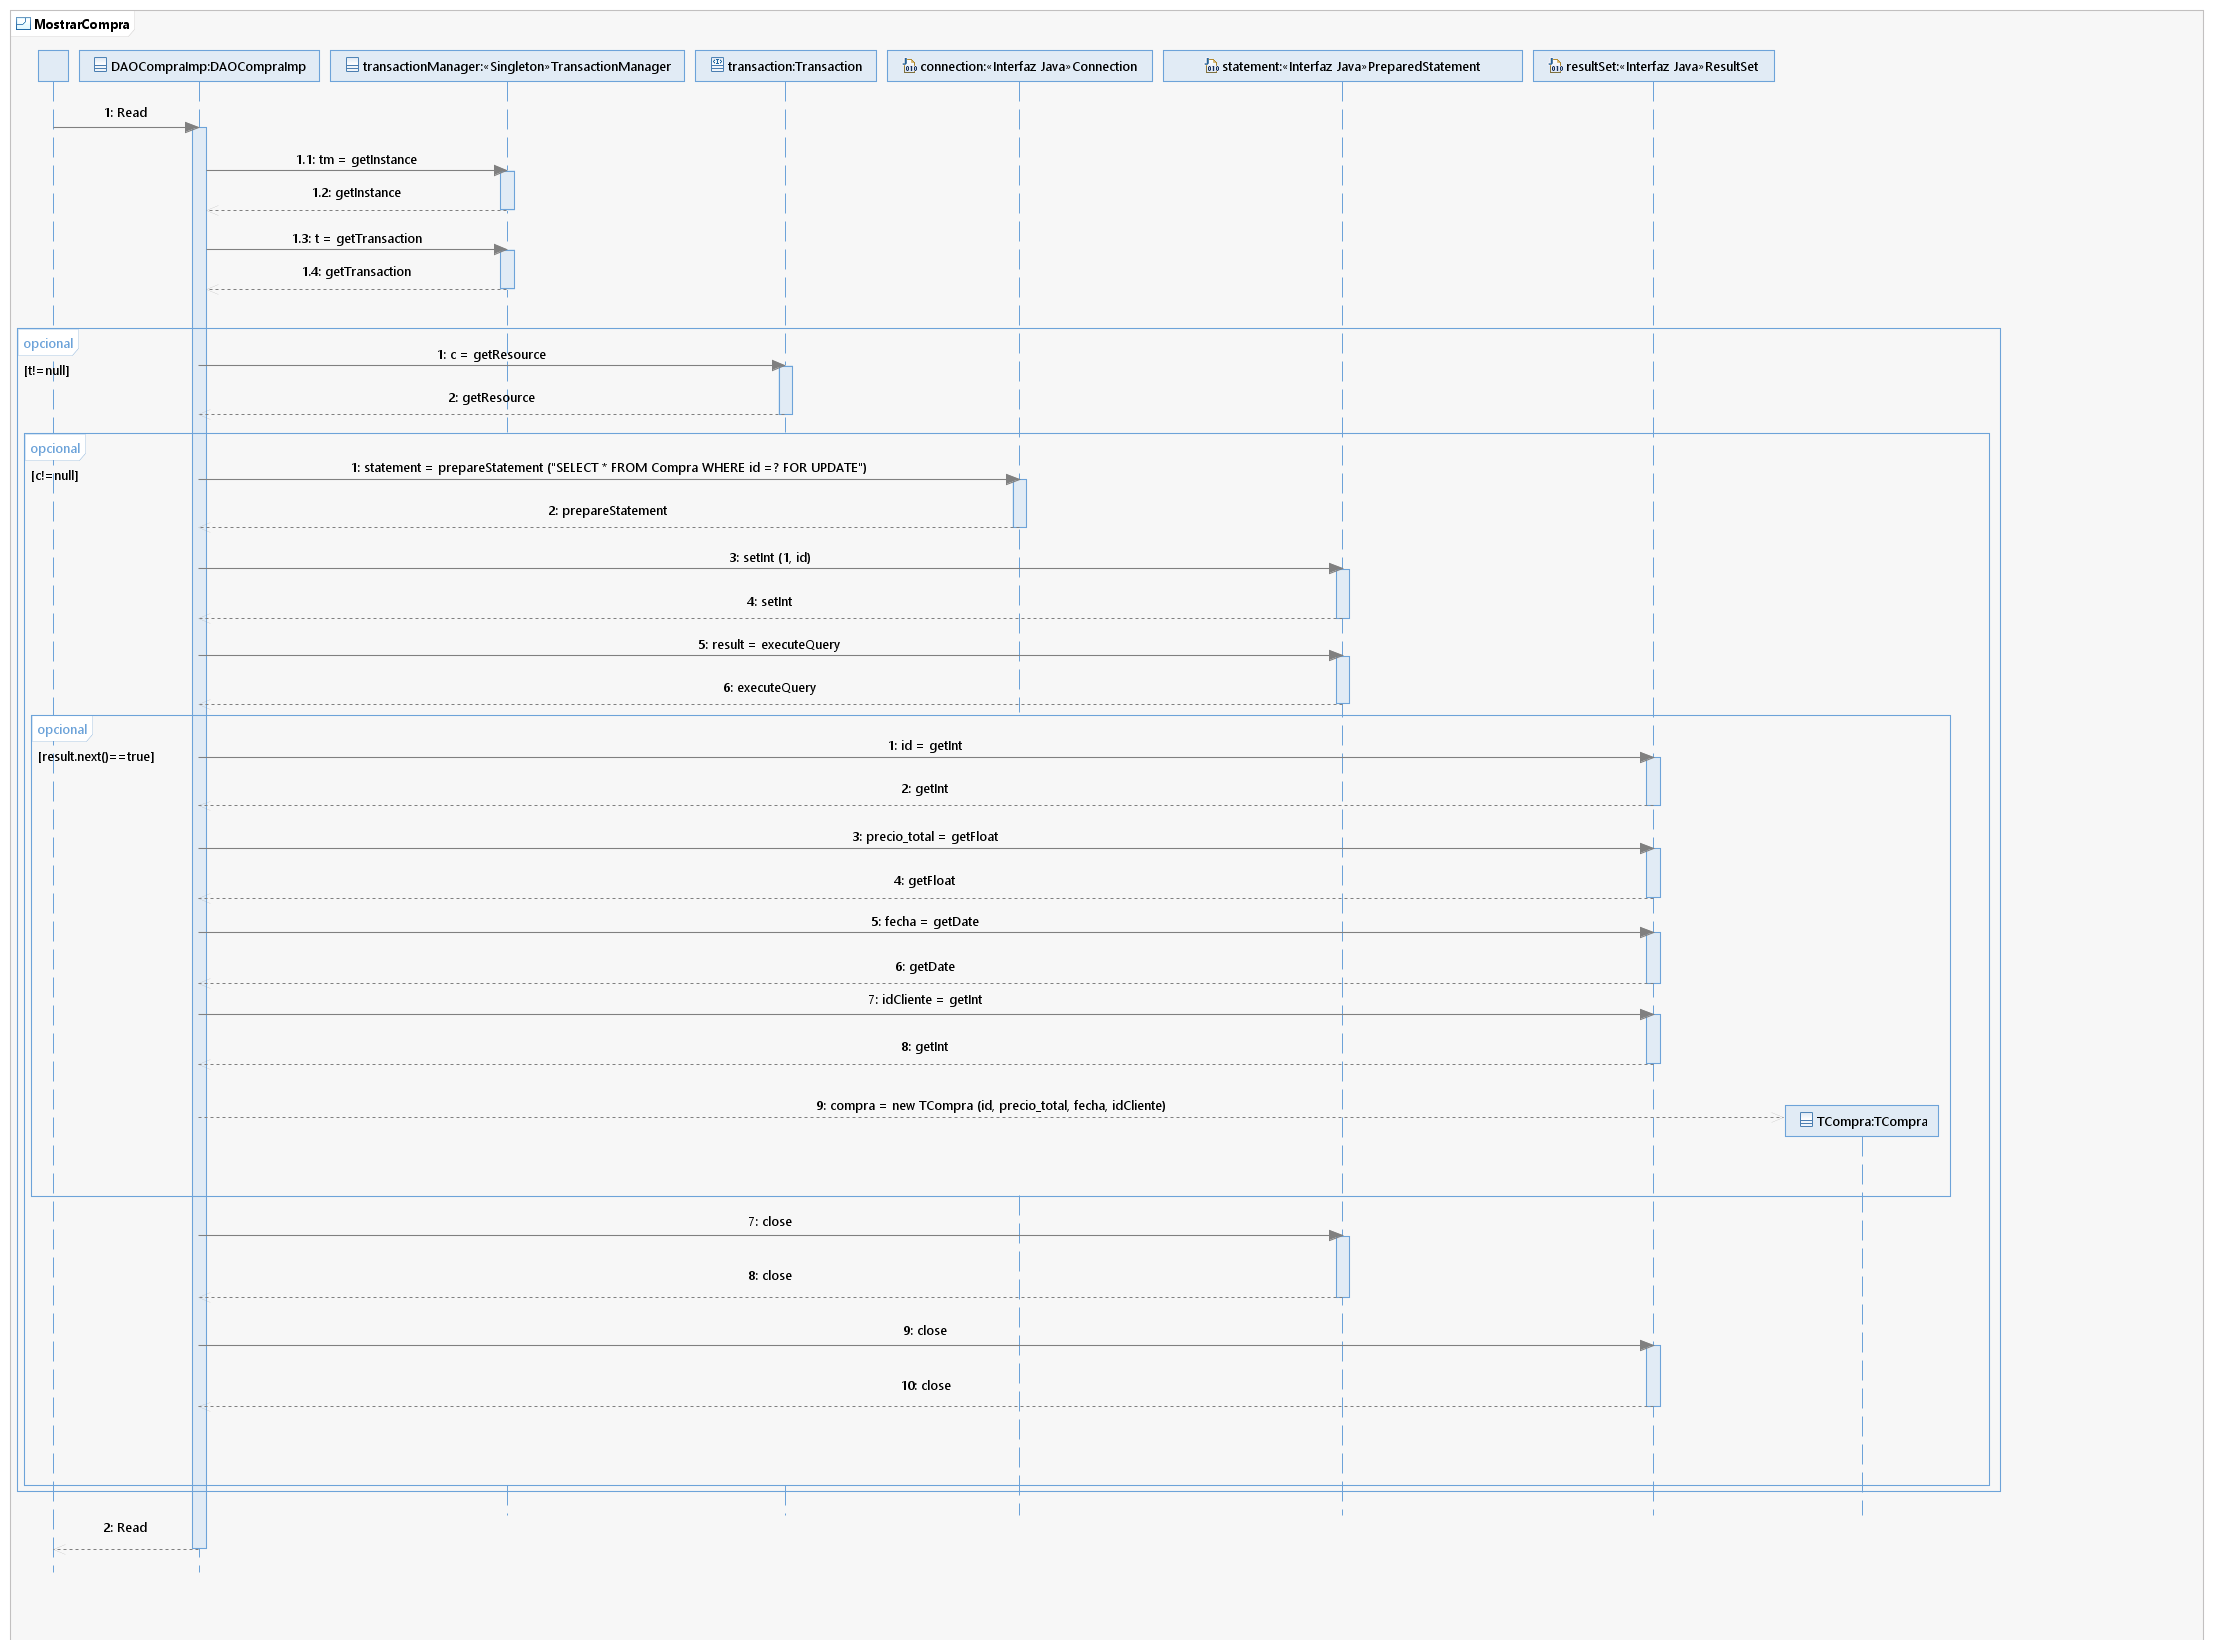 MostrarCompra
DAOCompraImp:DAOCompraImp
transactionManager:«Singleton»TransactionManager
transaction:Transaction
connection:«Interfaz Java»Connection
statement:«Interfaz Java»PreparedStatement
resultSet:«Interfaz Java»ResultSet
1: Read
1.1: tm = getInstance
1.2: getInstance
1.3: t = getTransaction
1.4: getTransaction
opcional
[t!=null]
1: c = getResource
2: getResource
opcional
[c!=null]
1: statement = prepareStatement ("SELECT * FROM Compra WHERE id =? FOR UPDATE")
2: prepareStatement
3: setInt (1, id)
4: setInt
5: result = executeQuery
6: executeQuery
opcional
[result.next()==true]
1: id = getInt
2: getInt
3: precio_total = getFloat
4: getFloat
5: fecha = getDate
6: getDate
7: idCliente = getInt
8: getInt
9: compra = new TCompra (id, precio_total, fecha, idCliente)
TCompra:TCompra
7: close
8: close
9: close
10: close
2: Read